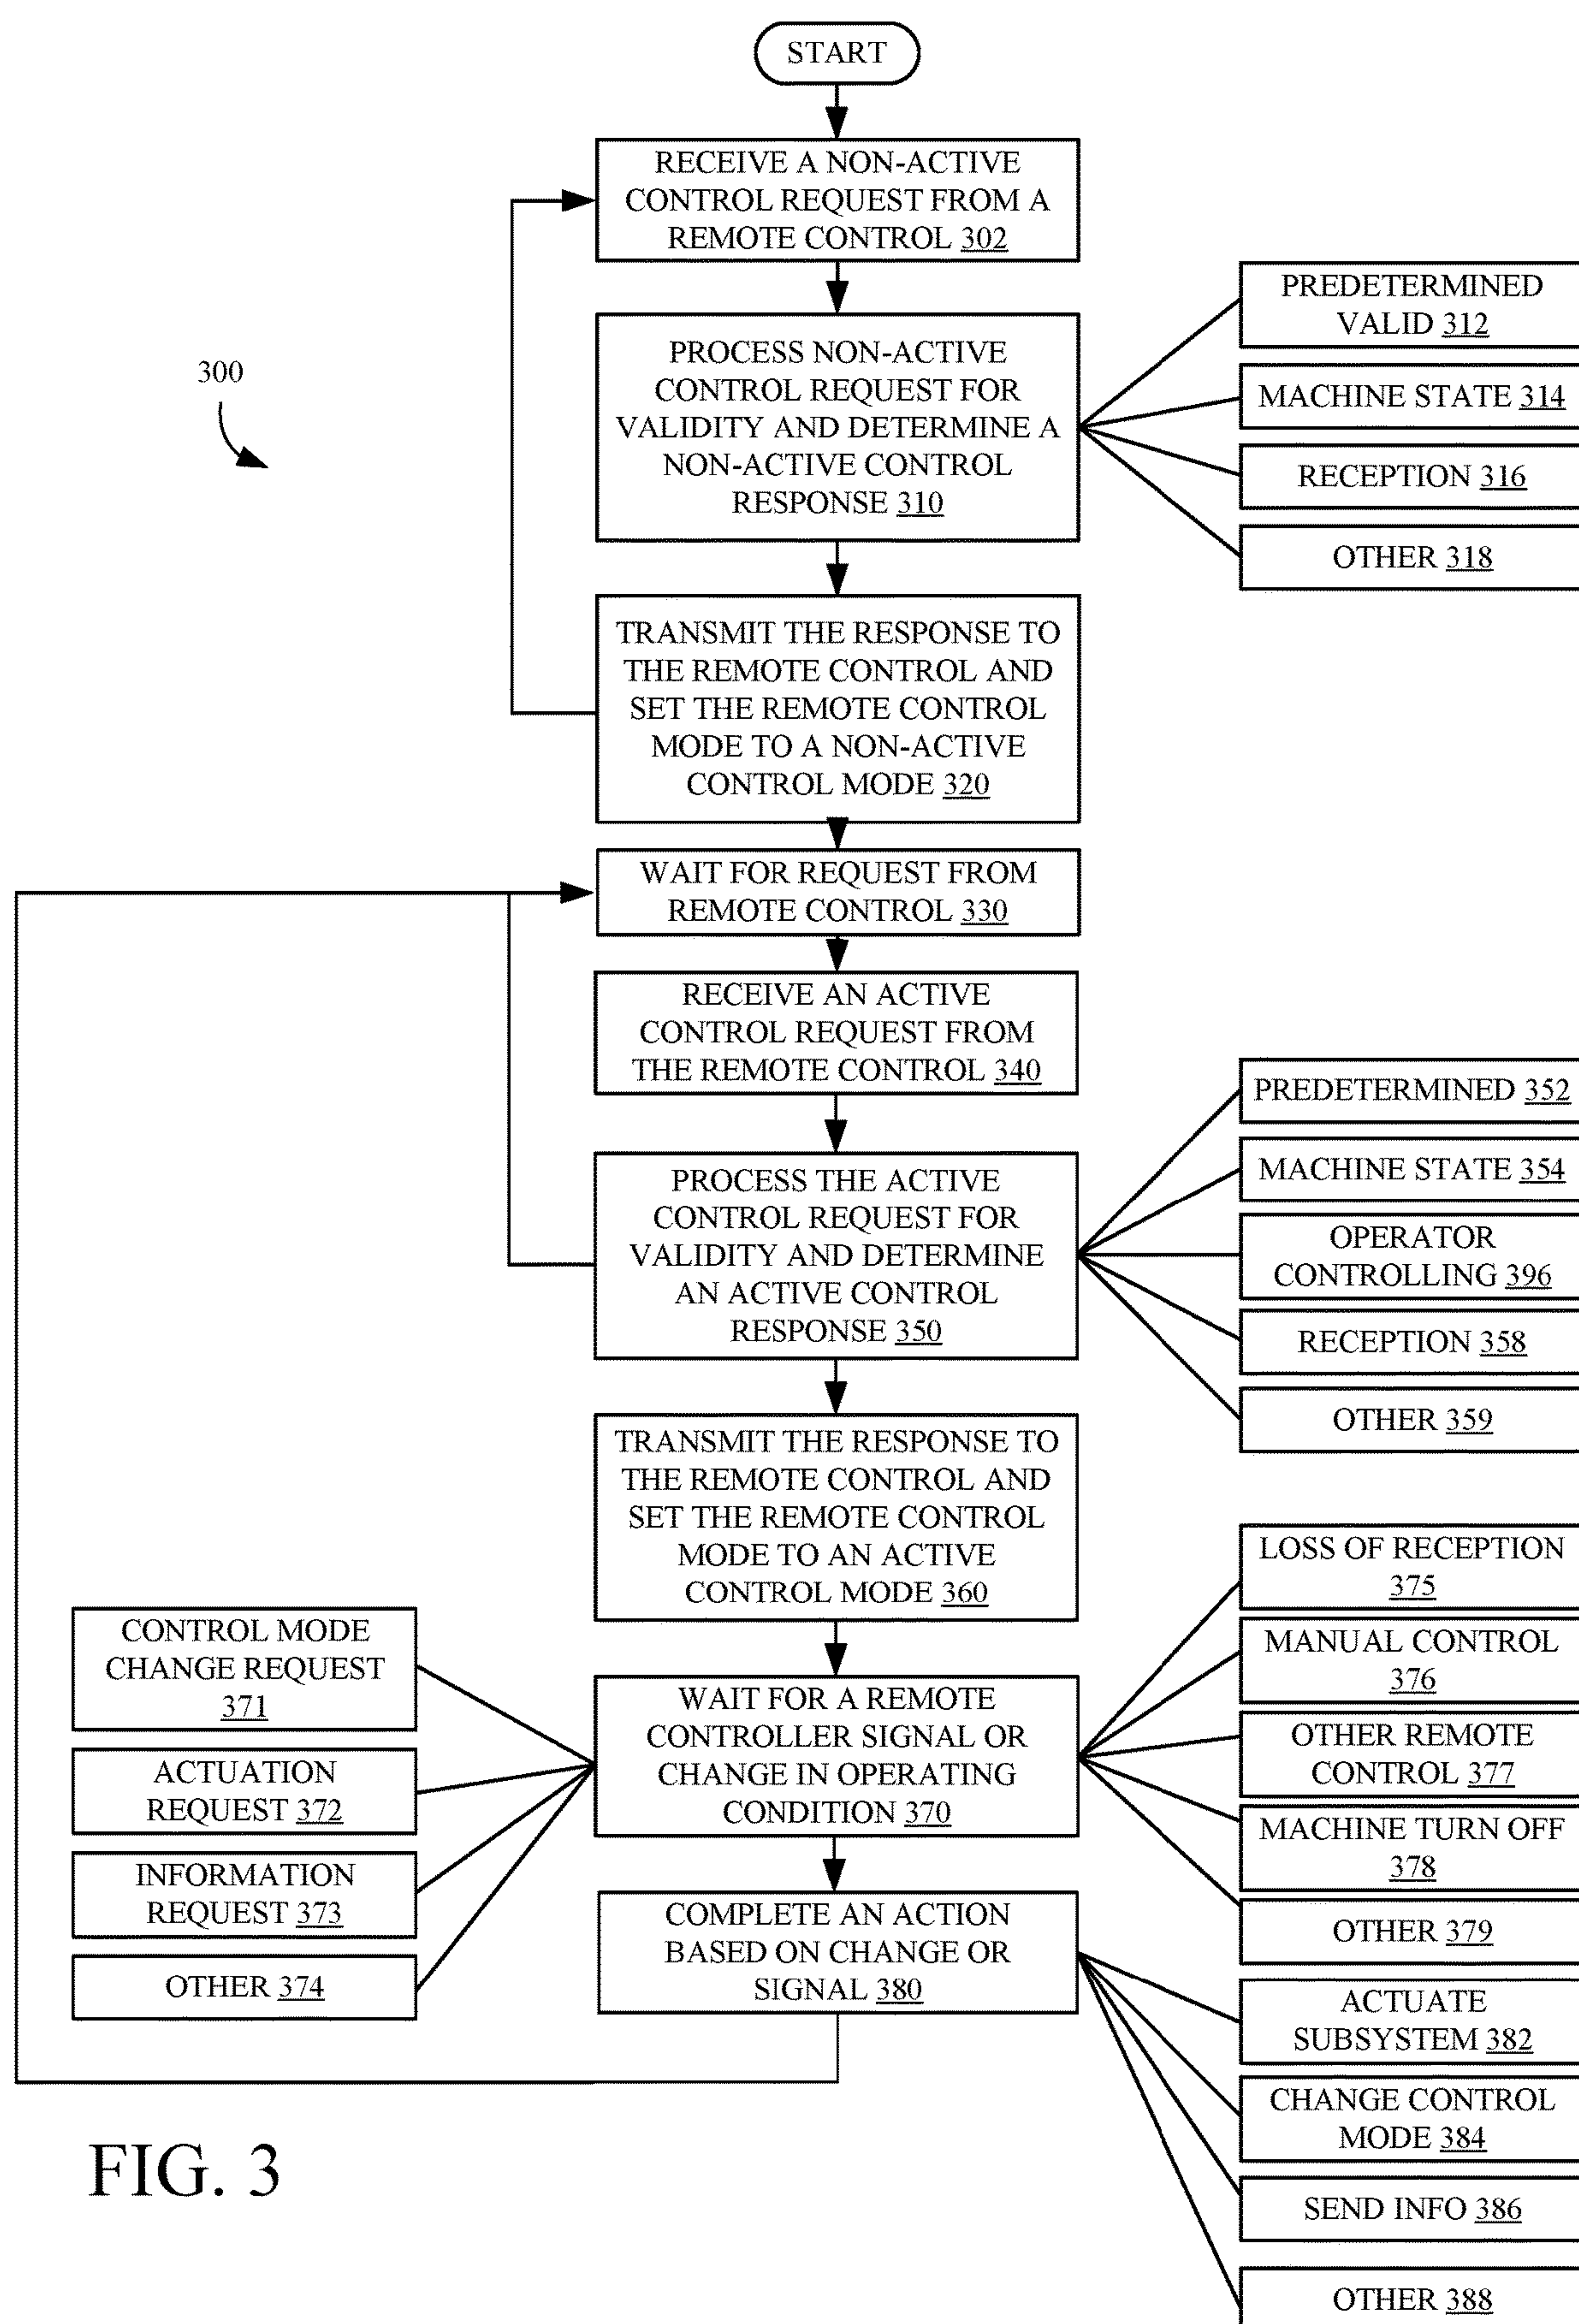 START
RECEIVE A NON-ACTIVE
CONTROL REQUEST FROM A
REMOTE CONTROL 302
300
PROCESS NON-ACTIVE
CONTROL REQUEST FOR
VALIDITY AND DETERMINE A
NON-ACTIVE CONTROL
RESPONSE 310
PREDETERMINED
VALID 312
MACHINE STATE 314
RECEPTION 316
OTHER 318
TRANSMIT THE RESPONSE TO
THE REMOTE CONTROL AND
SET THE REMOTE CONTROL
MODE TO A NON-ACTIVE
CONTROL MODE 320
WAIT FOR REQUEST FROM
REMOTE CONTROL 330
RECEIVE AN ACTIVE
CONTROL REQUEST FROM
THE REMOTE CONTROL 340
PROCESS THE ACTIVE
CONTROL REQUEST FOR
VALIDITY AND DETERMINE
AN ACTIVE CONTROL
RESPONSE 350
PREDETERMINED 352
MACHINE STATE 354
OPERATOR
CONTROLLING 396
RECEPTION 358
OTHER 359
TRANSMIT THE RESPONSE TO
THE REMOTE CONTROL AND
SET THE REMOTE CONTROL
MODE TO AN ACTIVE
CONTROL MODE 360
CONTROL MODE
CHANGE REQUEST
371
ACTUATION
REQUEST 372
INFORMATION
REQUEST 373
OTHER 374
WAIT FOR A REMOTE
CONTROLLER SIGNAL OR
CHANGE IN OPERATING
CONDITION 370
LOSS OF RECEPTION
375
MANUAL CONTROL
376
OTHER REMOTE
CONTROL 377
MACHINE TURN OFF
378
OTHER 379
COMPLETE AN ACTION
BASED ON CHANGE OR
SIGNAL 380
ACTUATE
SUBSYSTEM 382
CHANGE CONTROL
MODE 384
SEND INFO 386
OTHER 388
FIG. 3